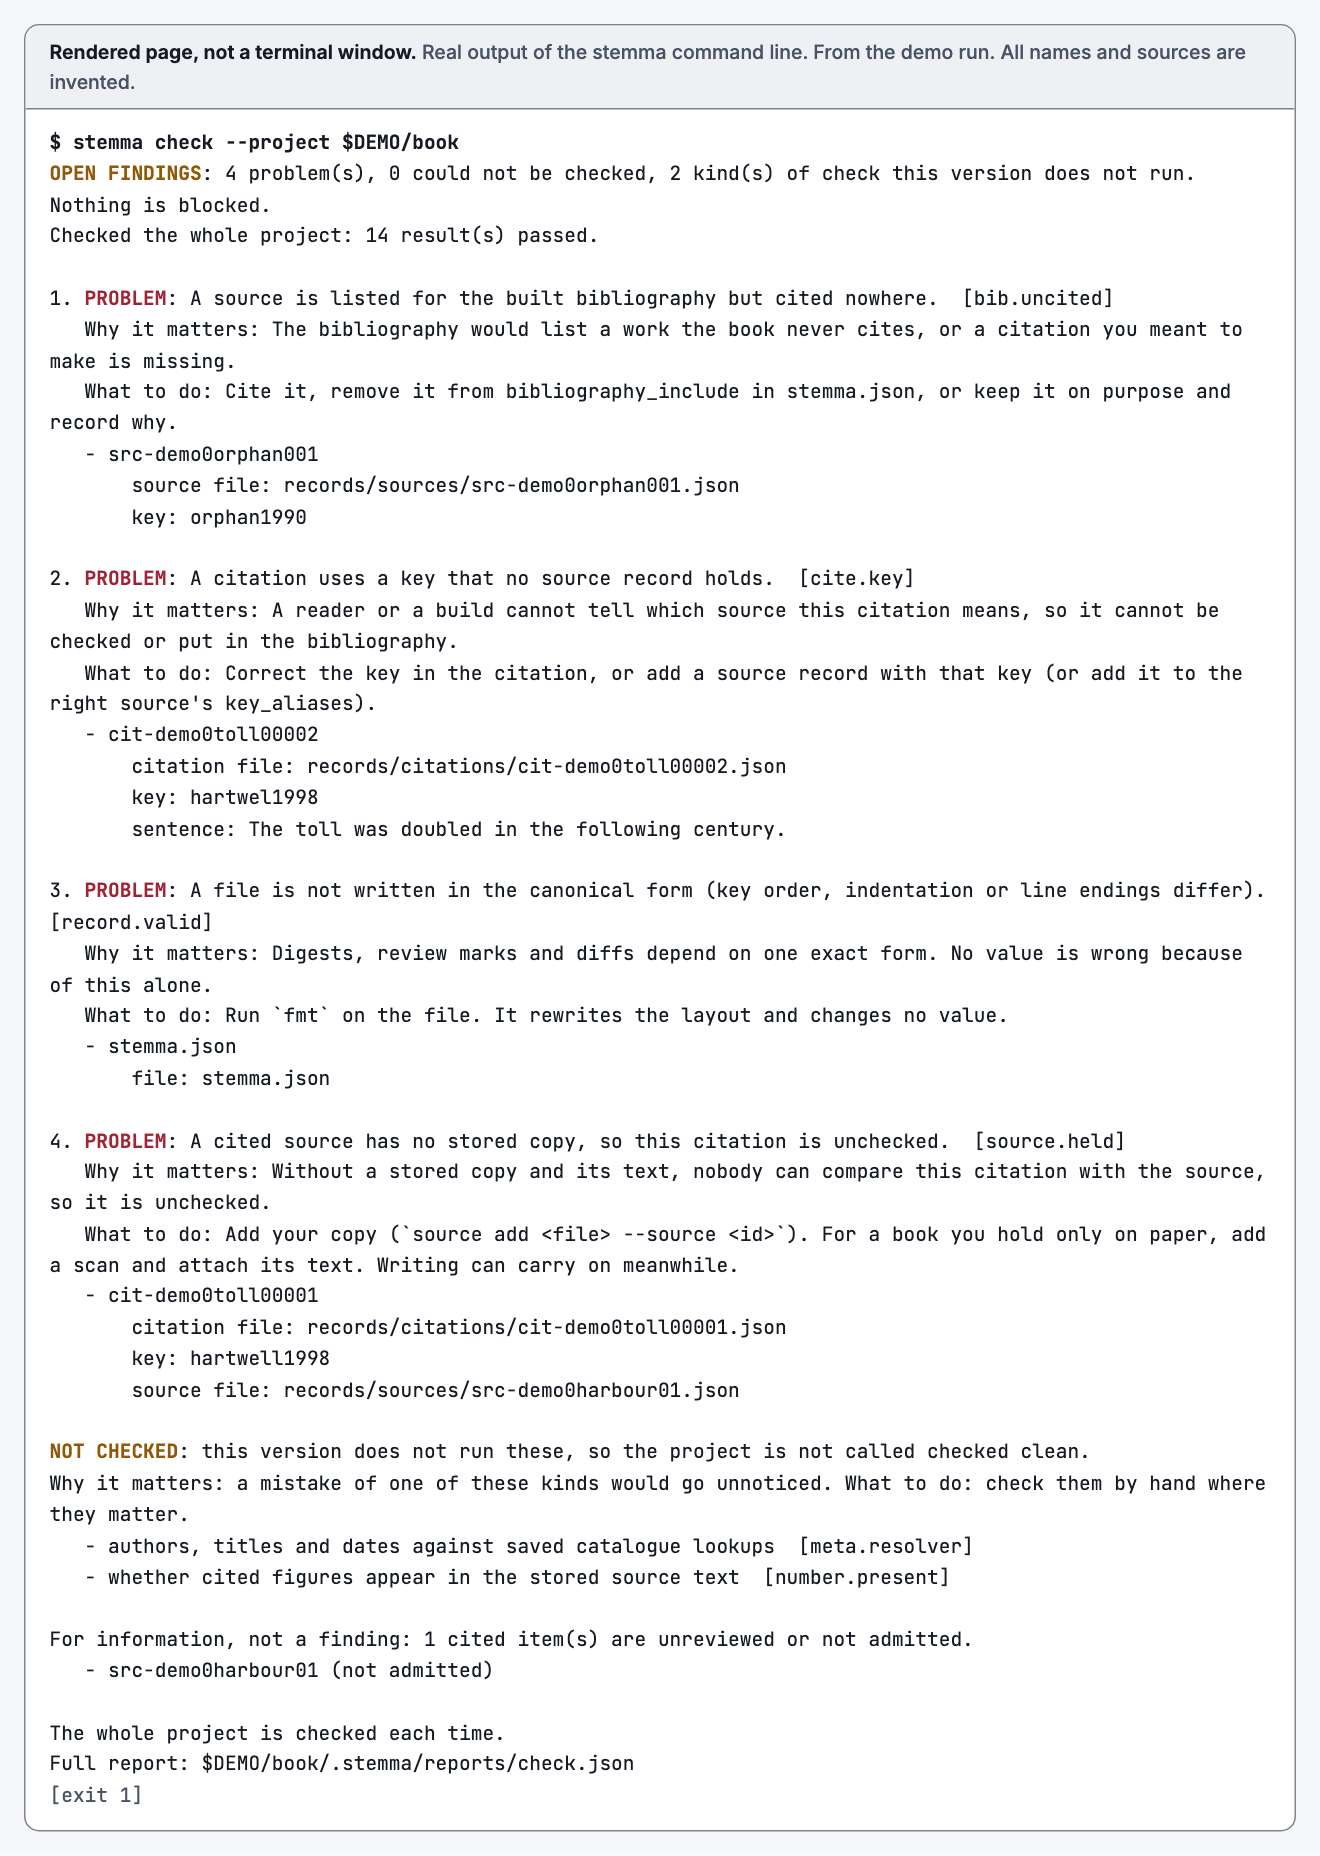 Rendered page, not a terminal window. Real output of the stemma command line. From the demo run. All names and sources are
invented.
$ stemma check --project $DEMO/book
OPEN FINDINGS: 4 problem(s), 0 could not be checked, 2 kind(s) of check this version does not run.
Nothing is blocked.
Checked the whole project: 14 result(s) passed.

1. PROBLEM: A source is listed for the built bibliography but cited nowhere.  [bib.uncited]
   Why it matters: The bibliography would list a work the book never cites, or a citation you meant to
make is missing.
   What to do: Cite it, remove it from bibliography_include in stemma.json, or keep it on purpose and
record why.
   - src-demo0orphan001
       source file: records/sources/src-demo0orphan001.json
       key: orphan1990

2. PROBLEM: A citation uses a key that no source record holds.  [cite.key]
   Why it matters: A reader or a build cannot tell which source this citation means, so it cannot be
checked or put in the bibliography.
   What to do: Correct the key in the citation, or add a source record with that key (or add it to the
right source's key_aliases).
   - cit-demo0toll00002
       citation file: records/citations/cit-demo0toll00002.json
       key: hartwel1998
       sentence: The toll was doubled in the following century.

3. PROBLEM: A file is not written in the canonical form (key order, indentation or line endings differ).
[record.valid]
   Why it matters: Digests, review marks and diffs depend on one exact form. No value is wrong because
of this alone.
   What to do: Run `fmt` on the file. It rewrites the layout and changes no value.
   - stemma.json
       file: stemma.json

4. PROBLEM: A cited source has no stored copy, so this citation is unchecked.  [source.held]
   Why it matters: Without a stored copy and its text, nobody can compare this citation with the source,
so it is unchecked.
   What to do: Add your copy (`source add <file> --source <id>`). For a book you hold only on paper, add
a scan and attach its text. Writing can carry on meanwhile.
   - cit-demo0toll00001
       citation file: records/citations/cit-demo0toll00001.json
       key: hartwell1998
       source file: records/sources/src-demo0harbour01.json

NOT CHECKED: this version does not run these, so the project is not called checked clean.
Why it matters: a mistake of one of these kinds would go unnoticed. What to do: check them by hand where
they matter.
   - authors, titles and dates against saved catalogue lookups  [meta.resolver]
   - whether cited figures appear in the stored source text  [number.present]

For information, not a finding: 1 cited item(s) are unreviewed or not admitted.
   - src-demo0harbour01 (not admitted)

The whole project is checked each time.
Full report: $DEMO/book/.stemma/reports/check.json
[exit 1]